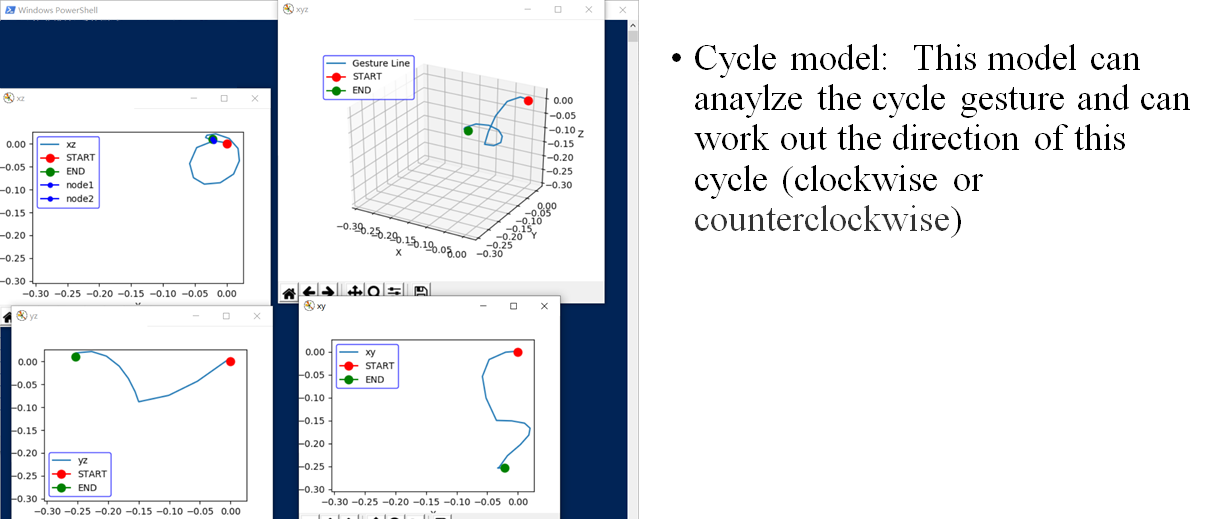 Windows PowerShell
xyz
Gesture Line
START
END
0.00
−0.05
−0.10
−0.15
−0.20
−0.25
−0.30
Z
0.00
−0.05
−0.10
−0.15
−0.20
−0.25
−0.30
Y
−0.30
−0.25
−0.20
−0.15
−0.10
−0.05
0.00
X
xz
xz
START
END
node1
node2
0.00
−0.05
−0.10
−0.15
−0.20
−0.25
−0.30
−0.30 −0.25 −0.20 −0.15 −0.10 −0.05 0.00
yz
0.00
−0.05
−0.10
−0.15
−0.20
−0.25
−0.30
yz
START
END
−0.30 −0.25 −0.20 −0.15 −0.10 −0.05 0.00
xy
xy
START
END
0.00
−0.05
−0.10
−0.15
−0.20
−0.25
−0.30
−0.30 −0.25 −0.20 −0.15 −0.10 −0.05 0.00
• Cycle model: This model can
anaylze the cycle gesture and can
work out the direction of this
cycle (clockwise or
counterclockwise)